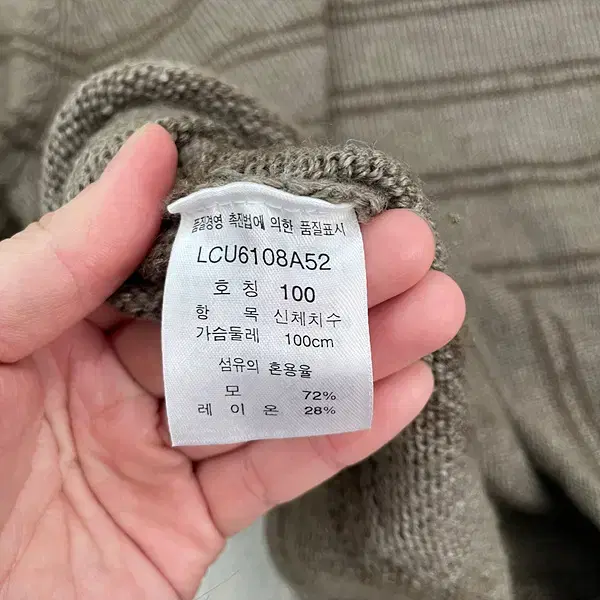 품질경영 촉진법에 의한 품질표시
LCU6108A52
호 칭 100
항 목 신체치수
가슴둘레 100cm
섬유의 혼용율
모 72%
레 이 온 28%